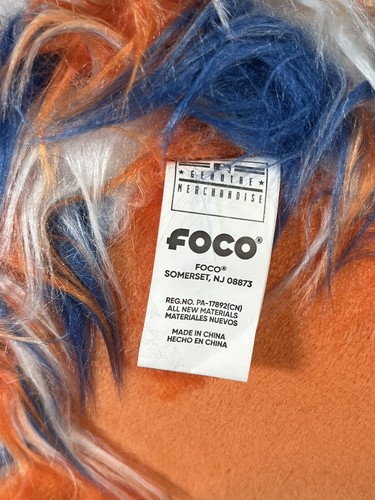 ★ GENUINE ★
MERCHANDISE
FOCO®
FOCO®
SOMERSET, NJ 08873
REG.NO. PA-17892(CN)
ALL NEW MATERIALS
MATERIALES NUEVOS
MADE IN CHINA
HECHO EN CHINA